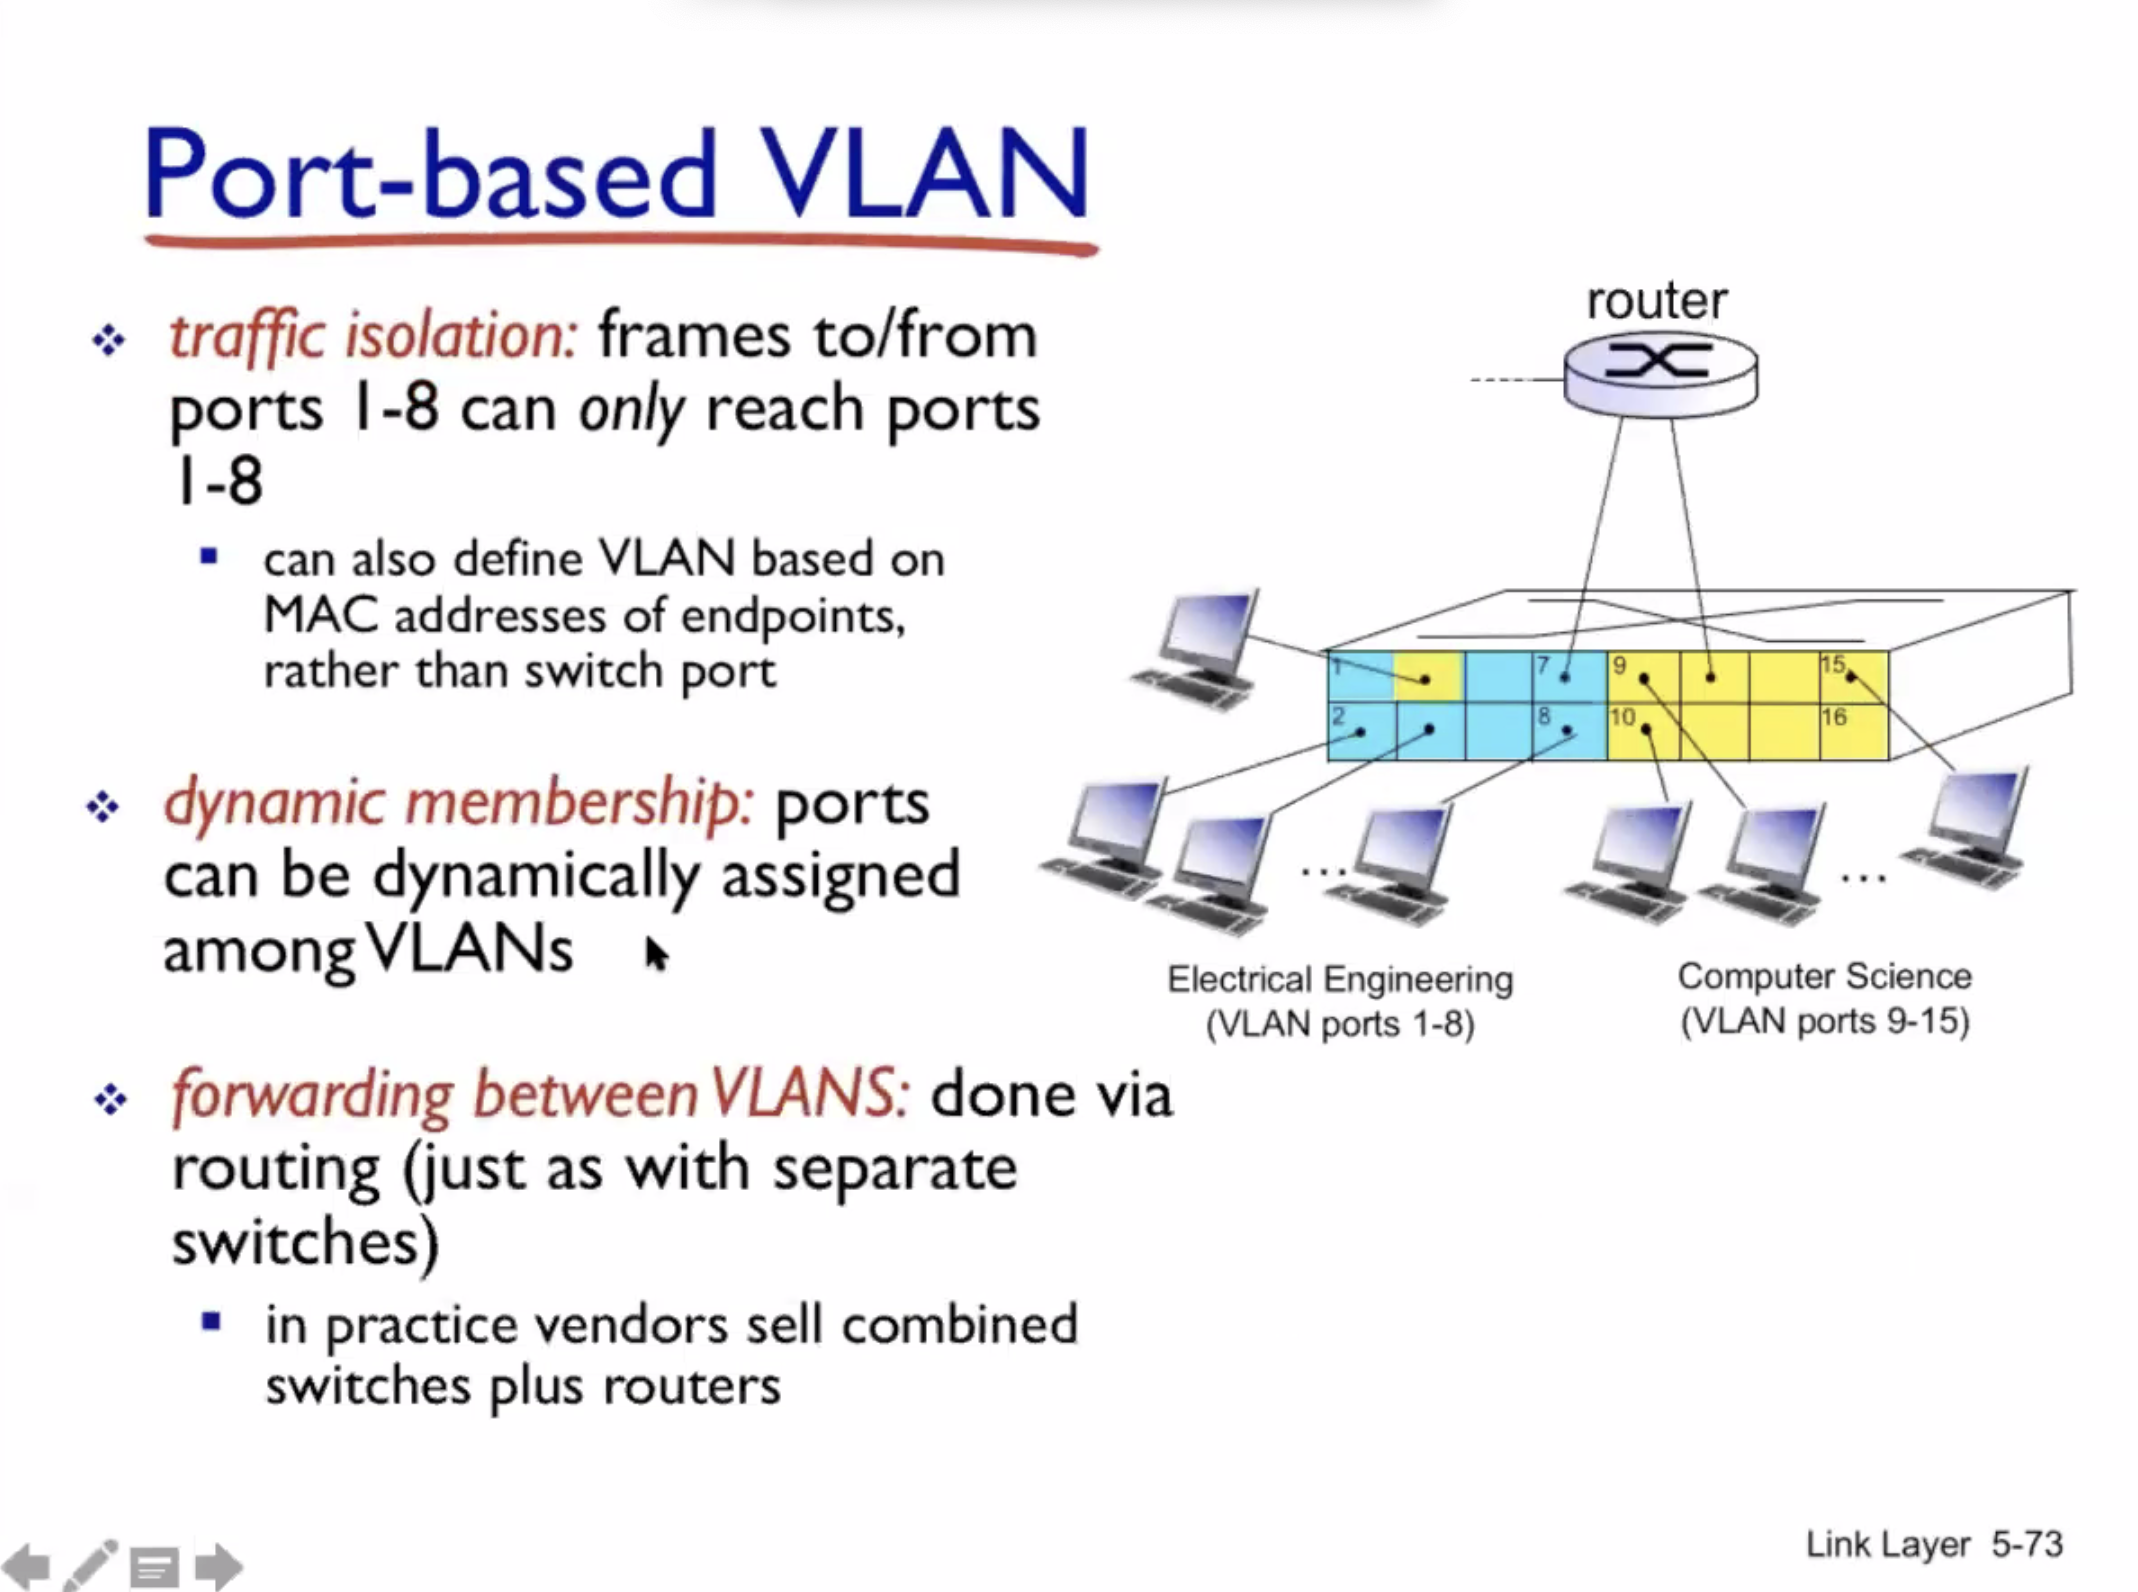 Port-based VLAN
traffic isolation: frames to/from
ports 1-8 can only reach ports
1-8
can also define VLAN based on
MAC addresses of endpoints,
rather than switch port
dynamic membership: ports
can be dynamically assigned
among VLANs
forwarding between VLANS: done via
routing (just as with separate
switches)
in practice vendors sell combined
switches plus routers
router
1 7 9 15
2 8 10 16
... ...
Electrical Engineering
(VLAN ports 1-8)
Computer Science
(VLAN ports 9-15)
Link Layer 5-73